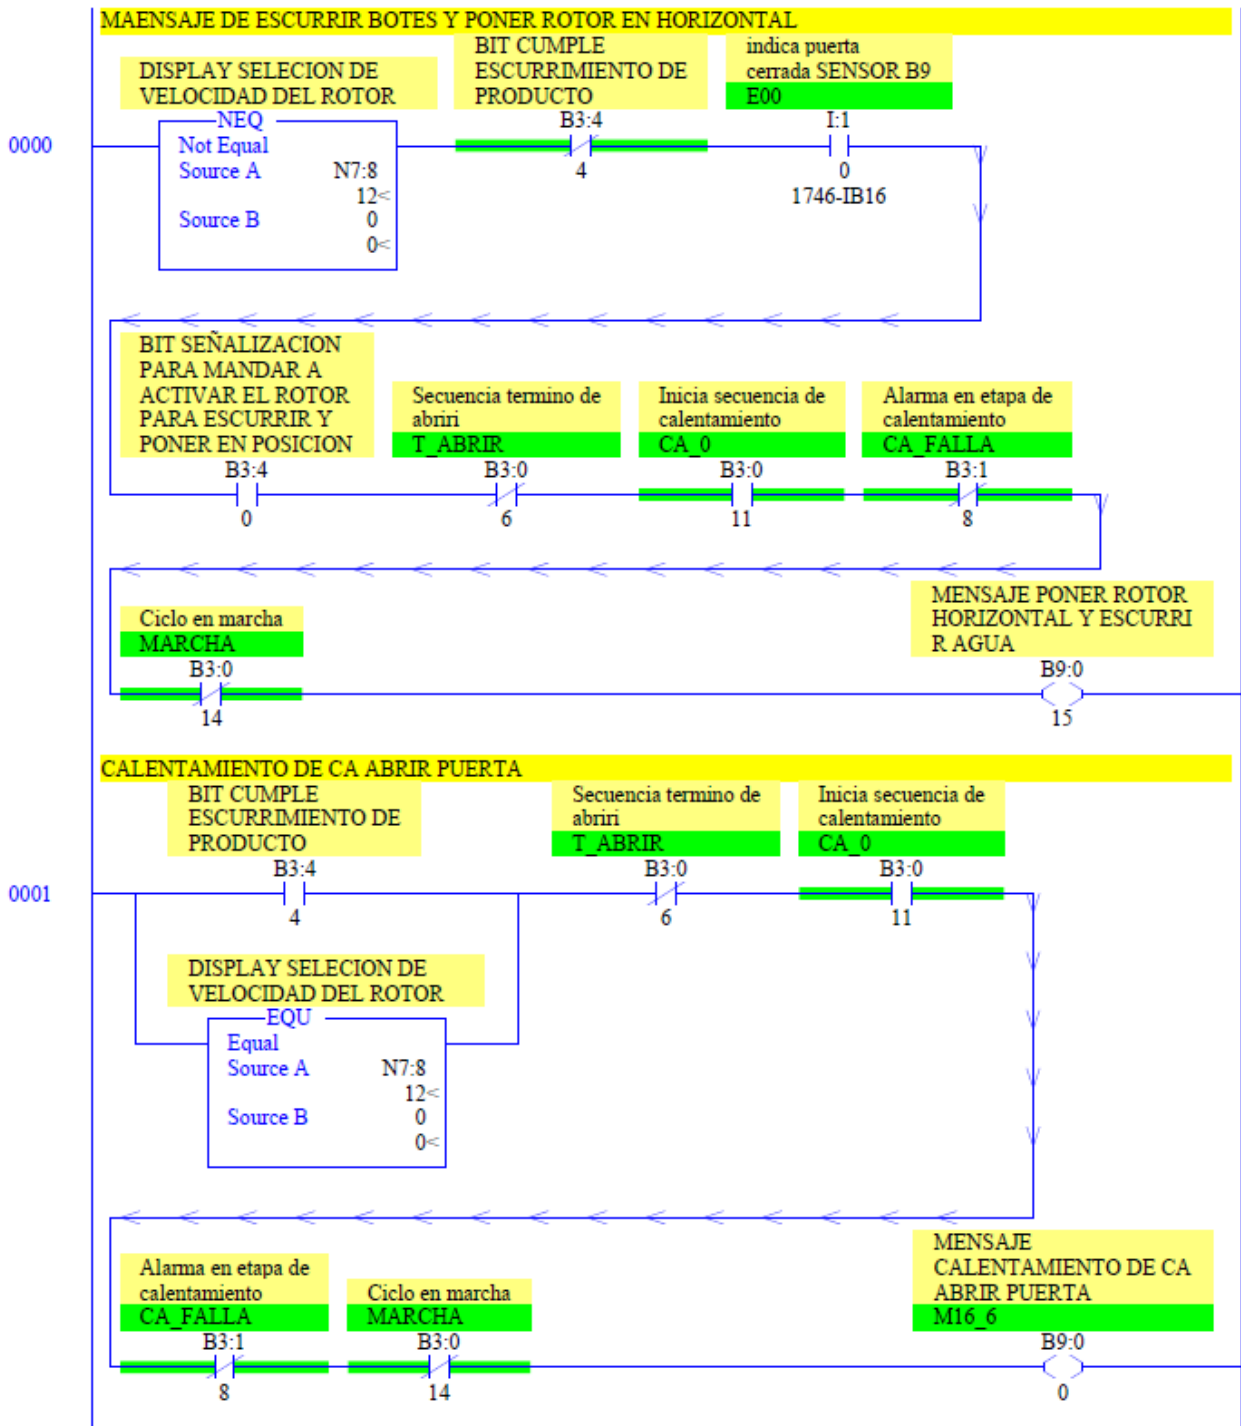 MAENSAJE DE ESCURRIR BOTES Y PONER ROTOR EN HORIZONTAL
DISPLAY SELECION DE
VELOCIDAD DEL ROTOR
NEQ
Not Equal
Source A N7:8
12<
Source B 0
0<
BIT CUMPLE
ESCURRIMIENTO DE
PRODUCTO
B3:4
4
indica puerta
cerrada SENSOR B9
E00
I:1
0
1746-IB16
0000
BIT SEÑALIZACION
PARA MANDAR A
ACTIVAR EL ROTOR
PARA ESCURRIR Y
PONER EN POSICION
B3:4
0
Secuencia termino de
abriri
T_ABRIR
B3:0
6
Inicia secuencia de
calentamiento
CA_0
B3:0
11
Alarma en etapa de
calentamiento
CA_FALLA
B3:1
8
Ciclo en marcha
MARCHA
B3:0
14
MENSAJE PONER ROTOR
HORIZONTAL Y ESCURRI
R AGUA
B9:0
15
CALENTAMIENTO DE CA ABRIR PUERTA
BIT CUMPLE
ESCURRIMIENTO DE
PRODUCTO
B3:4
4
Secuencia termino de
abriri
T_ABRIR
B3:0
6
Inicia secuencia de
calentamiento
CA_0
B3:0
11
0001
DISPLAY SELECION DE
VELOCIDAD DEL ROTOR
EQU
Equal
Source A N7:8
12<
Source B 0
0<
Alarma en etapa de
calentamiento
CA_FALLA
B3:1
8
Ciclo en marcha
MARCHA
B3:0
14
MENSAJE
CALENTAMIENTO DE CA
ABRIR PUERTA
M16_6
B9:0
0